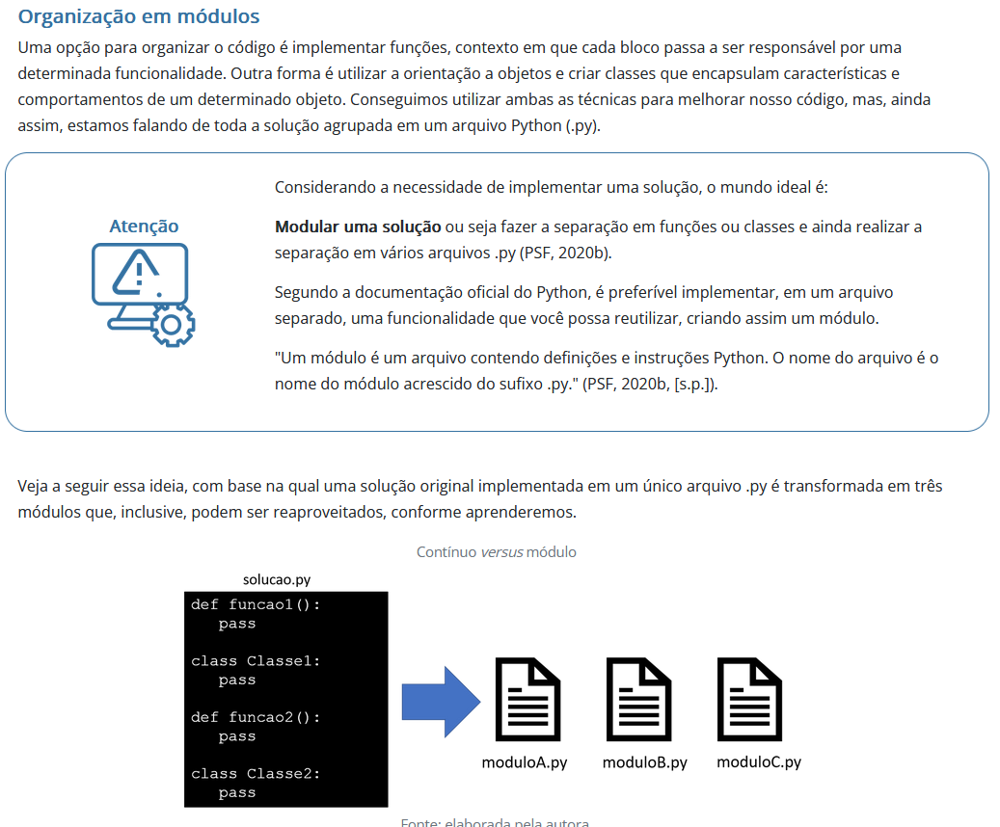 Organização em módulos
Uma opção para organizar o código é implementar funções, contexto em que cada bloco passa a ser responsável por uma
determinada funcionalidade. Outra forma é utilizar a orientação a objetos e criar classes que encapsulam características e
comportamentos de um determinado objeto. Conseguimos utilizar ambas as técnicas para melhorar nosso código, mas, ainda
assim, estamos falando de toda a solução agrupada em um arquivo Python (.py).
Atenção
Considerando a necessidade de implementar uma solução, o mundo ideal é:
Modular uma solução ou seja fazer a separação em funções ou classes e ainda realizar a
separação em vários arquivos .py (PSF, 2020b).
Segundo a documentação oficial do Python, é preferível implementar, em um arquivo
separado, uma funcionalidade que você possa reutilizar, criando assim um módulo.
"Um módulo é um arquivo contendo definições e instruções Python. O nome do arquivo é o
nome do módulo acrescido do sufixo .py." (PSF, 2020b, [s.p.]).
Veja a seguir essa ideia, com base na qual uma solução original implementada em um único arquivo .py é transformada em três
módulos que, inclusive, podem ser reaproveitados, conforme aprenderemos.
Contínuo versus módulo
solucao.py
def funcao1():
pass
class Classe1:
pass
def funcao2():
pass
class Classe2:
pass
moduloA.py
moduloB.py
moduloC.py
Fonte: elaborada pela autora.